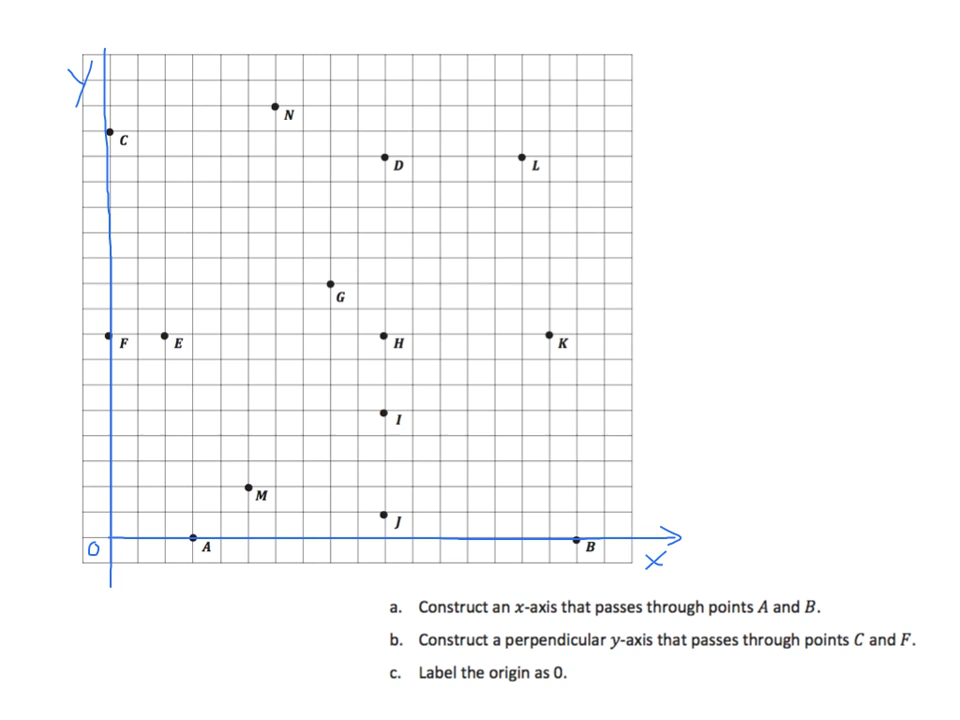 Y
N
C
D
L
G
F
E
H
K
I
M
J
0
A
B
x
a. Construct an x-axis that passes through points A and B.
b. Construct a perpendicular y-axis that passes through points C and F.
c. Label the origin as 0.